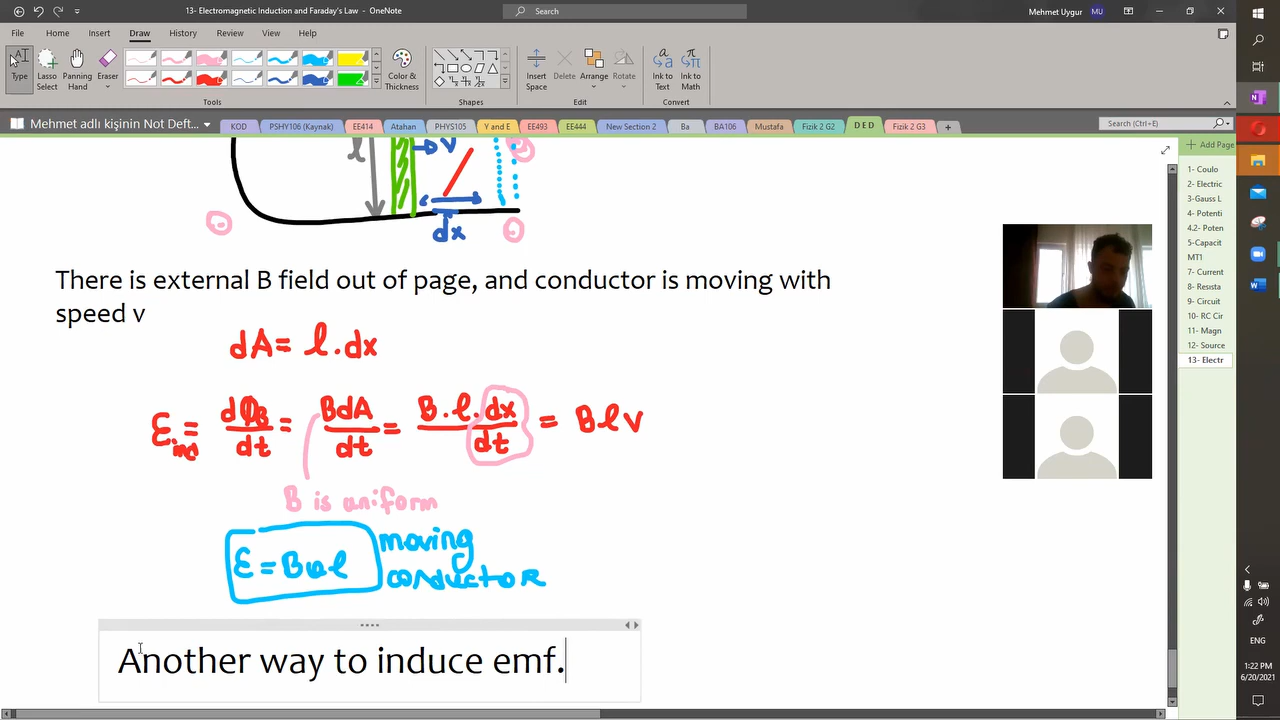 13- Electromagnetic Induction and Faraday's Law - OneNote
Search
Mehmet Uygur
MU
File Home Insert Draw History Review View Help
Type
Lasso Select
Panning Hand
Eraser
Color & Thickness
Insert Space
Delete
Arrange
Rotate
Ink to Text
Ink to Math
Tools
Shapes
Edit
Convert
Mehmet adlı kişinin Not Deft...
KOD PSHY106 (Kaynak) EE414 Atahan PHYS105 Y and E EE493 EE444 New Section 2 Ba BA106 Mustafa Fizik 2 G2 D E D Fizik 2 G3
Search (Ctrl+E)
Add Page
1- Coulo
2- Electric
3-Gauss L
4- Potenti
4.2- Poten
5-Capacit
MT1
7- Current
8- Resista
9- Circuit
10- RC Cir
11- Magn
12- Source
13- Electr
l
v
dx
There is external B field out of page, and conductor is moving with
speed v
dA = l.dx
Ɛind = dΦB/dt = BdA/dt = B.l.dx/dt = Blv
B is uniform
Ɛ = Bvl moving
conductor
Another way to induce emf.
ENG
1:22 PM
6/20/2021